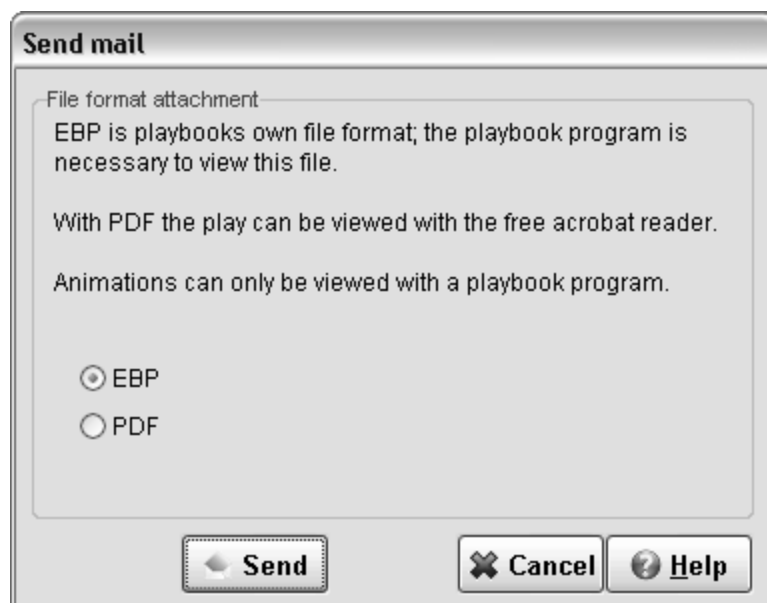 Send mail
File format attachment
EBP is playbooks own file format; the playbook program is
necessary to view this file.
With PDF the play can be viewed with the free acrobat reader.
Animations can only be viewed with a playbook program.
EBP
PDF
Send Cancel Help